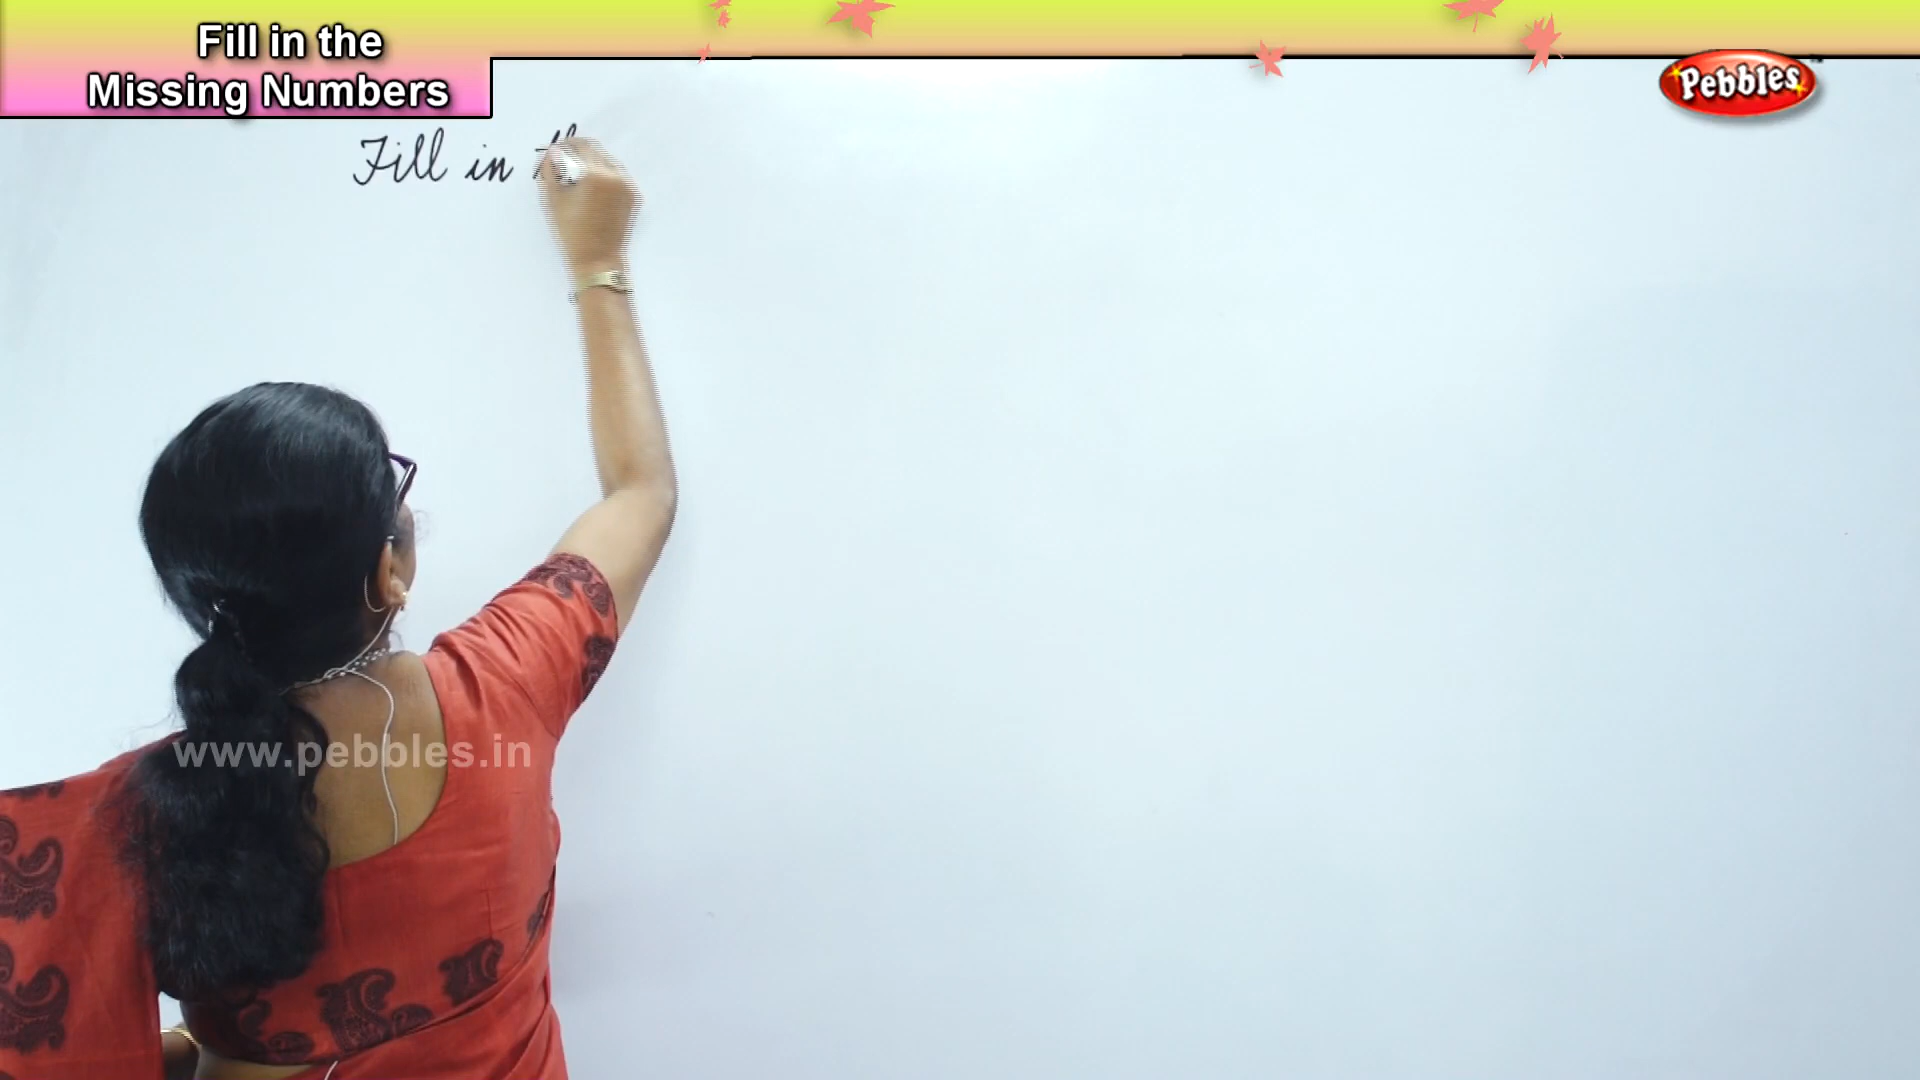 Fill in the
Missing Numbers
Pebbles
Fill in
www.pebbles.in